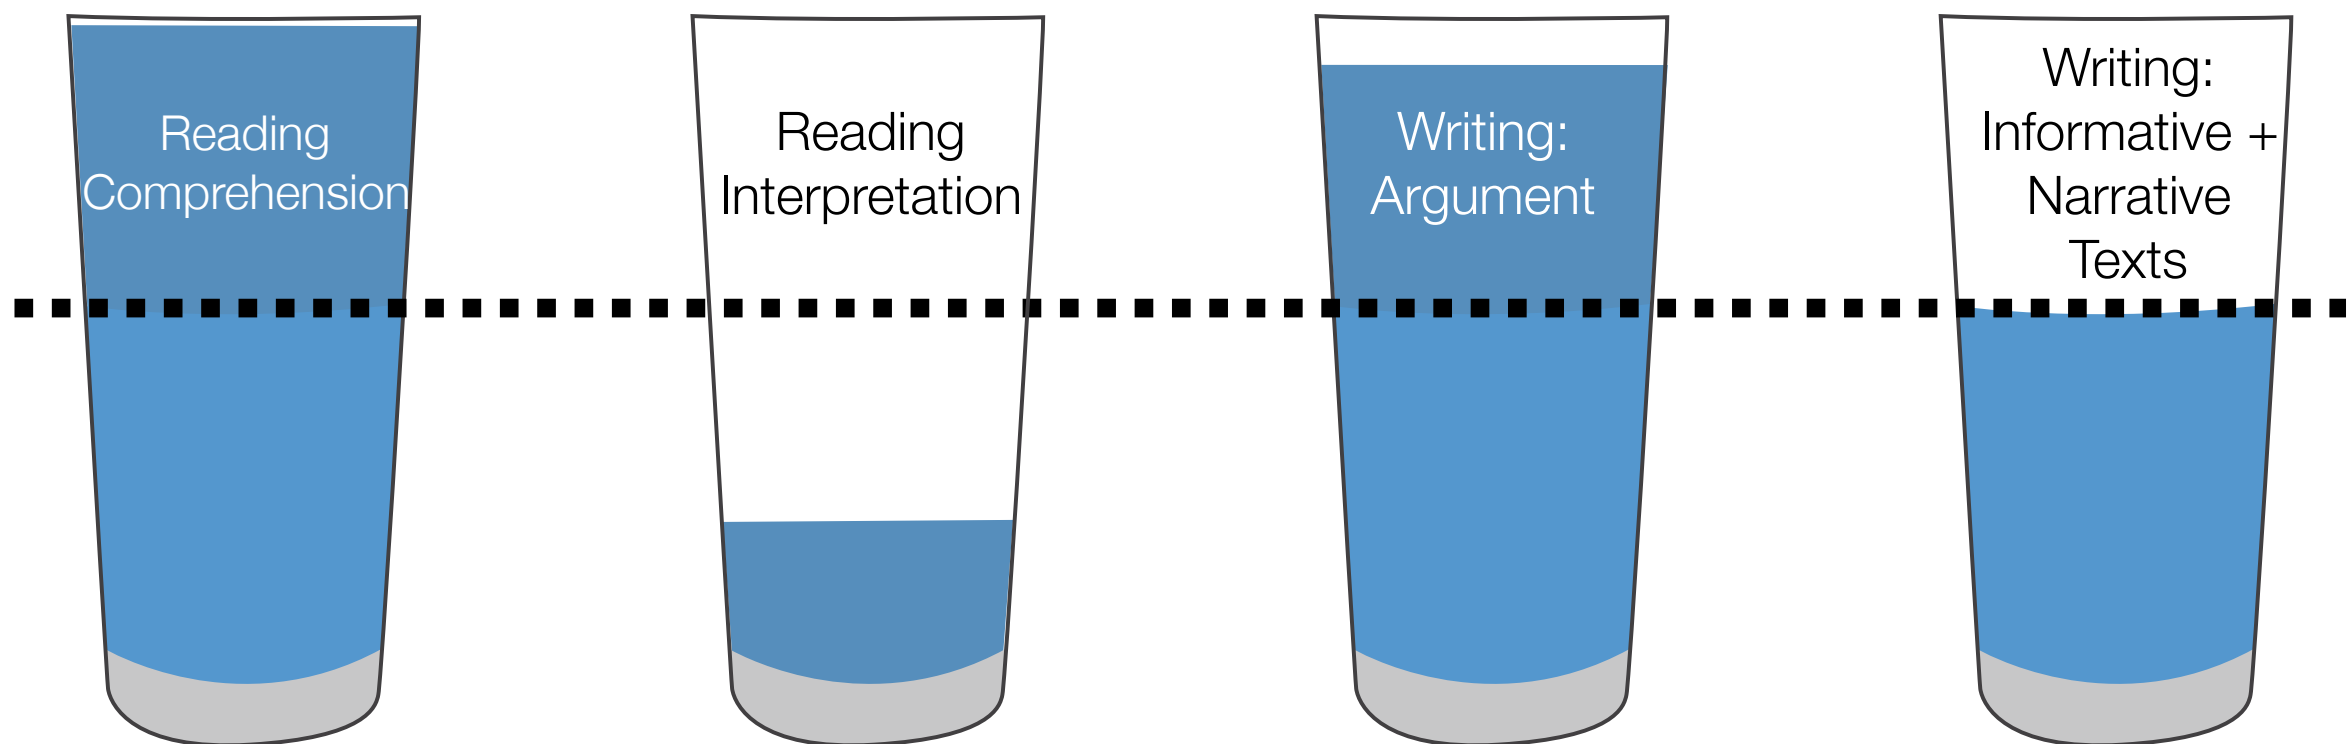 Reading
Comprehension
Reading
Interpretation
Writing:
Argument
Writing:
Informative +
Narrative
Texts